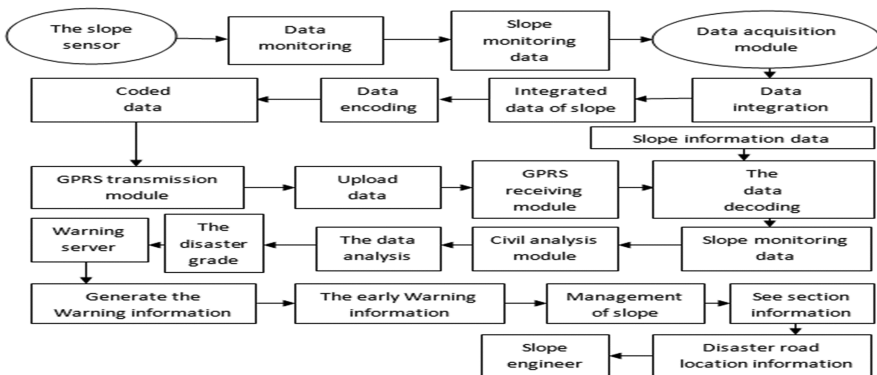 The slope
sensor
Data
monitoring
Slope
monitoring
data
Data acquisition
module
Coded
data
Data
encoding
Integrated
data of slope
Data
integration
Slope information data
GPRS transmission
module
Upload
data
GPRS
receiving
module
The
data
decoding
Warning
server
The
disaster
grade
The data
analysis
Civil analysis
module
Slope monitoring
data
Generate the
Warning information
The early Warning
information
Management
of slope
See section
information
Slope
engineer
Disaster road
location information